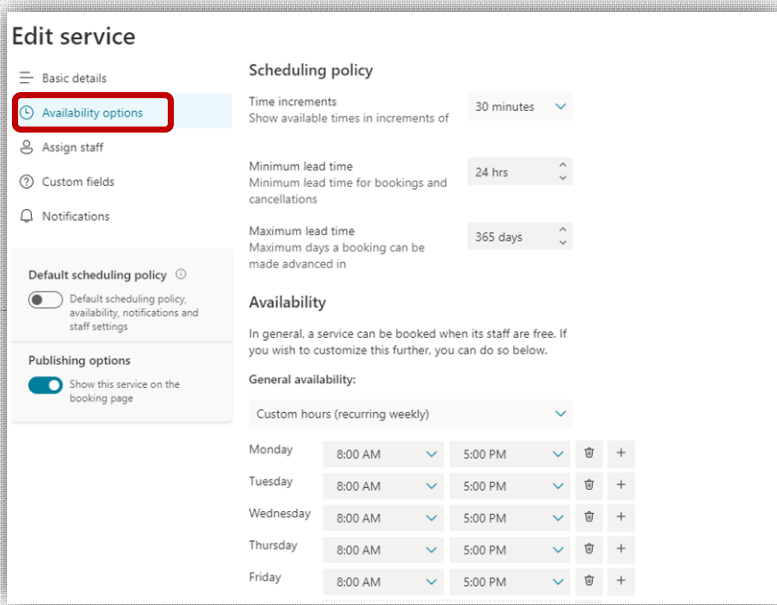 Edit service
Basic details
Availability options
Assign staff
Custom fields
Notifications
Default scheduling policy
Default scheduling policy,
availability, notifications and
staff settings
Publishing options
Show this service on the
booking page
Scheduling policy
Time increments
Show available times in increments of
30 minutes
Minimum lead time
Minimum lead time for bookings and
cancellations
24 hrs
Maximum lead time
Maximum days a booking can be
made advanced in
365 days
Availability
In general, a service can be booked when its staff are free. If
you wish to customize this further, you can do so below.
General availability:
Custom hours (recurring weekly)
Monday 8:00 AM 5:00 PM
Tuesday 8:00 AM 5:00 PM
Wednesday 8:00 AM 5:00 PM
Thursday 8:00 AM 5:00 PM
Friday 8:00 AM 5:00 PM